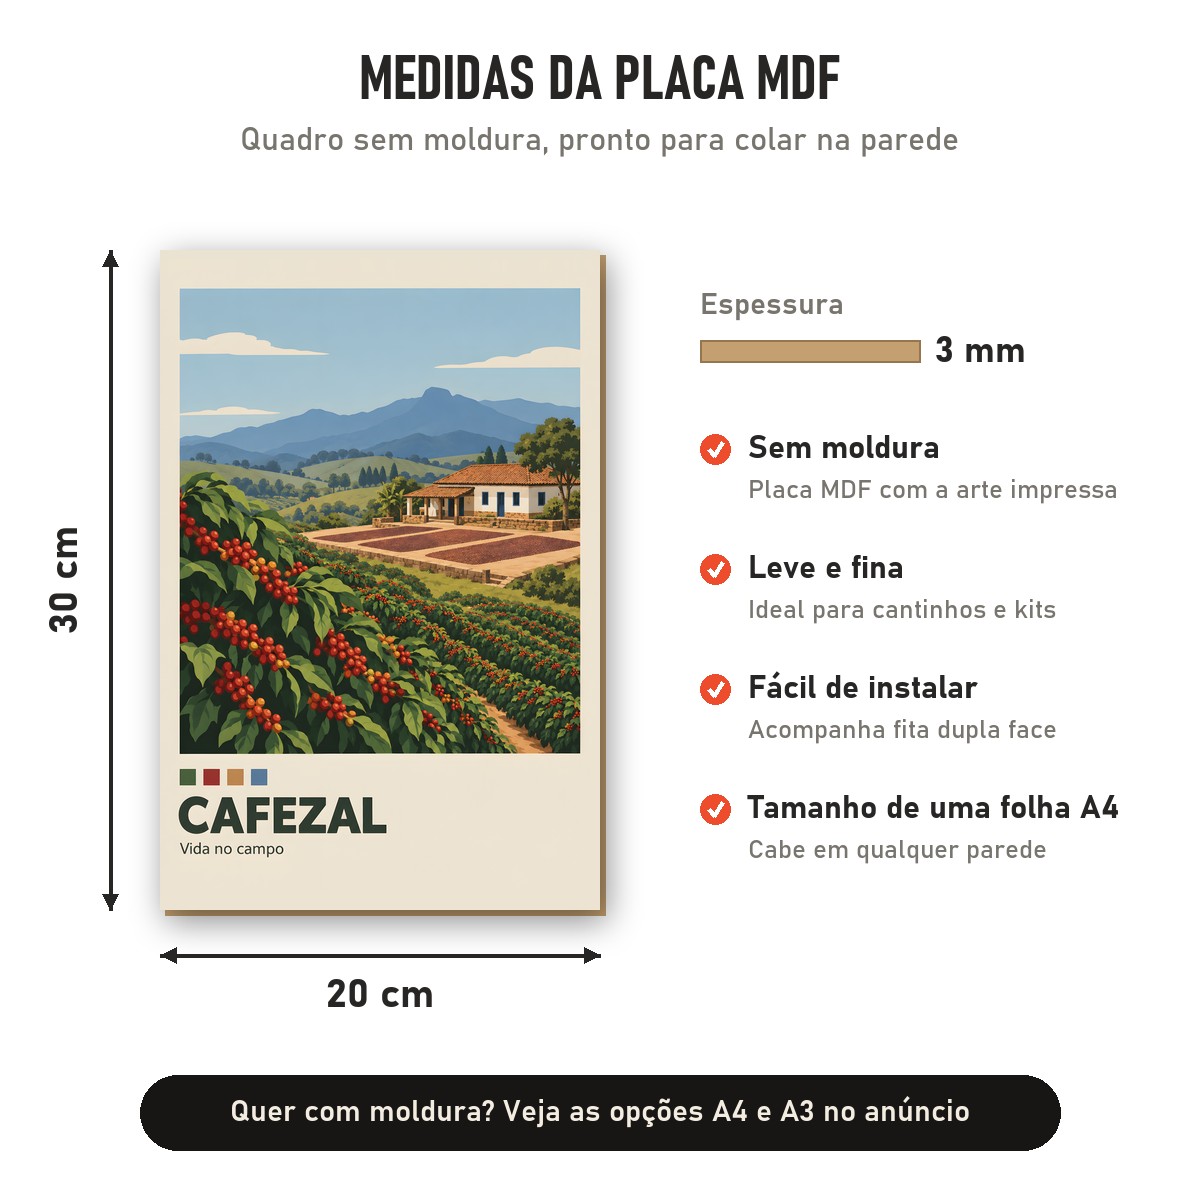 MEDIDAS DA PLACA MDF
Quadro sem moldura, pronto para colar na parede
30 cm
CAFEZAL
Vida no campo
20 cm
Espessura
3 mm
Sem moldura
Placa MDF com a arte impressa
Leve e fina
Ideal para cantinhos e kits
Fácil de instalar
Acompanha fita dupla face
Tamanho de uma folha A4
Cabe em qualquer parede
Quer com moldura? Veja as opções A4 e A3 no anúncio